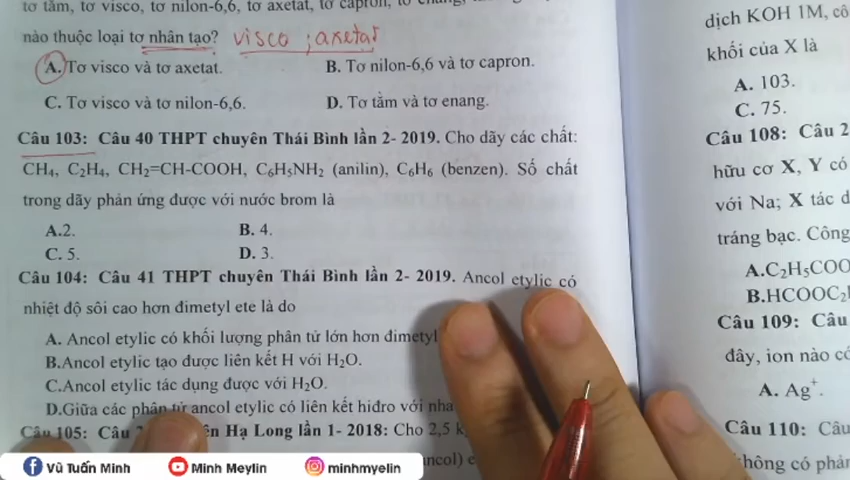 tơ tằm, tơ visco, tơ nilon-6,6, tơ axetat, tơ capron, tơ
nào thuộc loại tơ nhân tạo? visco ; axetat
A. Tơ visco và tơ axetat.
B. Tơ nilon-6,6 và tơ capron.
C. Tơ visco và tơ nilon-6,6.
D. Tơ tằm và tơ enang.
Câu 103: Câu 40 THPT chuyên Thái Bình lần 2- 2019. Cho dãy các chất:
CH₄, C₂H₄, CH₂=CH-COOH, C₆H₅NH₂ (anilin), C₆H₆ (benzen). Số chất
trong dãy phản ứng được với nước brom là
A.2.
B. 4.
C. 5.
D. 3.
Câu 104: Câu 41 THPT chuyên Thái Bình lần 2- 2019. Ancol etylic có
nhiệt độ sôi cao hơn đimetyl ete là do
A. Ancol etylic có khối lượng phân tử lớn hơn đimetyl
B.Ancol etylic tạo được liên kết H với H₂O.
C.Ancol etylic tác dụng được với H₂O.
D.Giữa các phân tử ancol etylic có liên kết hiđro với
Câu 105: Câu Hạ Long lần 1- 2018: Cho 2,5
dịch KOH 1M, cô
khối của X là
A. 103.
C. 75.
Câu 108: Câu 2
hữu cơ X, Y có
với Na; X tác
tráng bạc. Công
A.C₂H₅COO
B.HCOOC₂
Câu 109: Câu
đây, ion nào có
A. Ag⁺.
Câu 110: Câu
không có phản
Vũ Tuấn Minh
Minh Meylin
minhmyelin